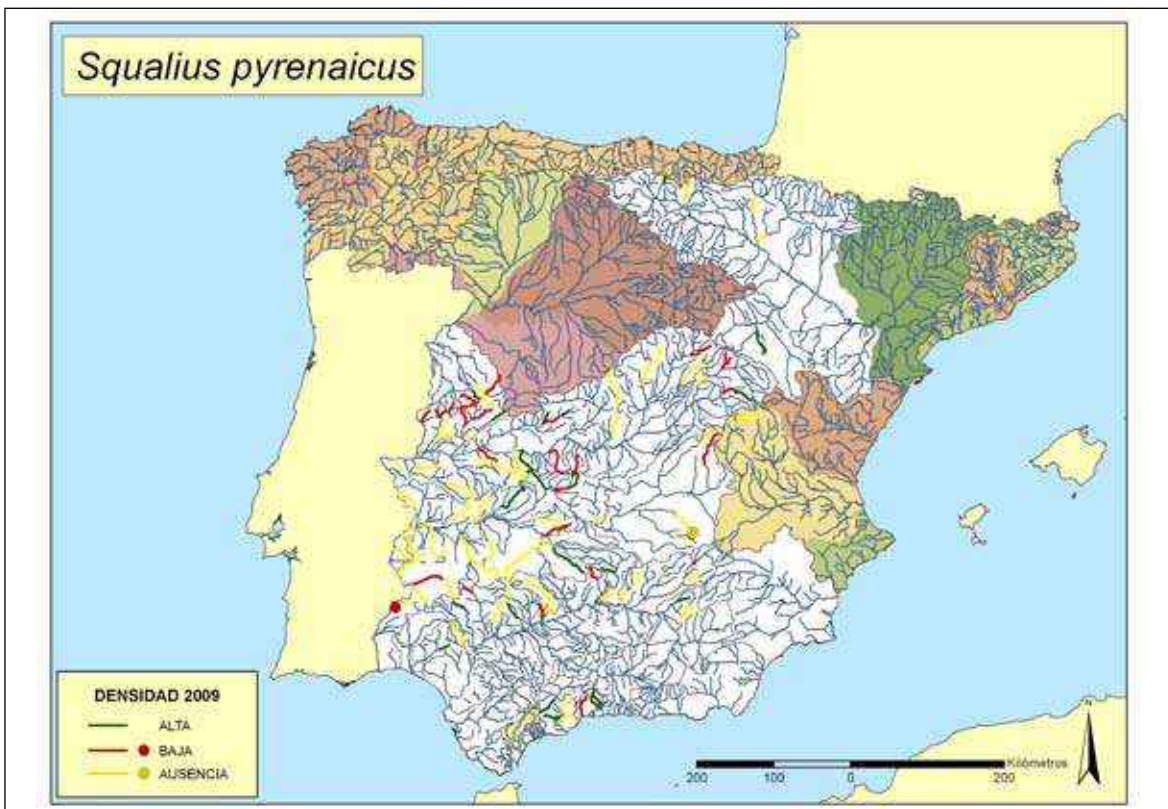 Squalius pyrenaicus
DENSIDAD 2009
ALTA
BAJA
AUSENCIA
N
Kilómetros
200 100 0 200